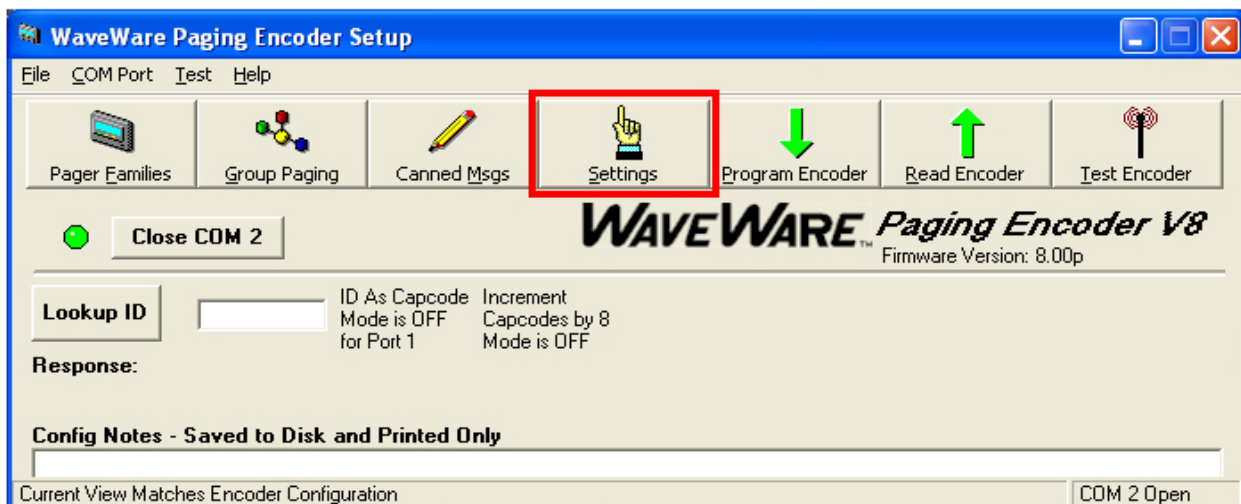 WaveWare Paging Encoder Setup
File COM Port Test Help
Pager Families Group Paging Canned Msgs Settings Program Encoder Read Encoder Test Encoder
Close COM 2 WAVEWARE™ Paging Encoder V8
Firmware Version: 8.00p
Lookup ID ID As Capcode Increment
Mode is OFF Capcodes by 8
for Port 1 Mode is OFF
Response:
Config Notes - Saved to Disk and Printed Only
Current View Matches Encoder Configuration COM 2 Open